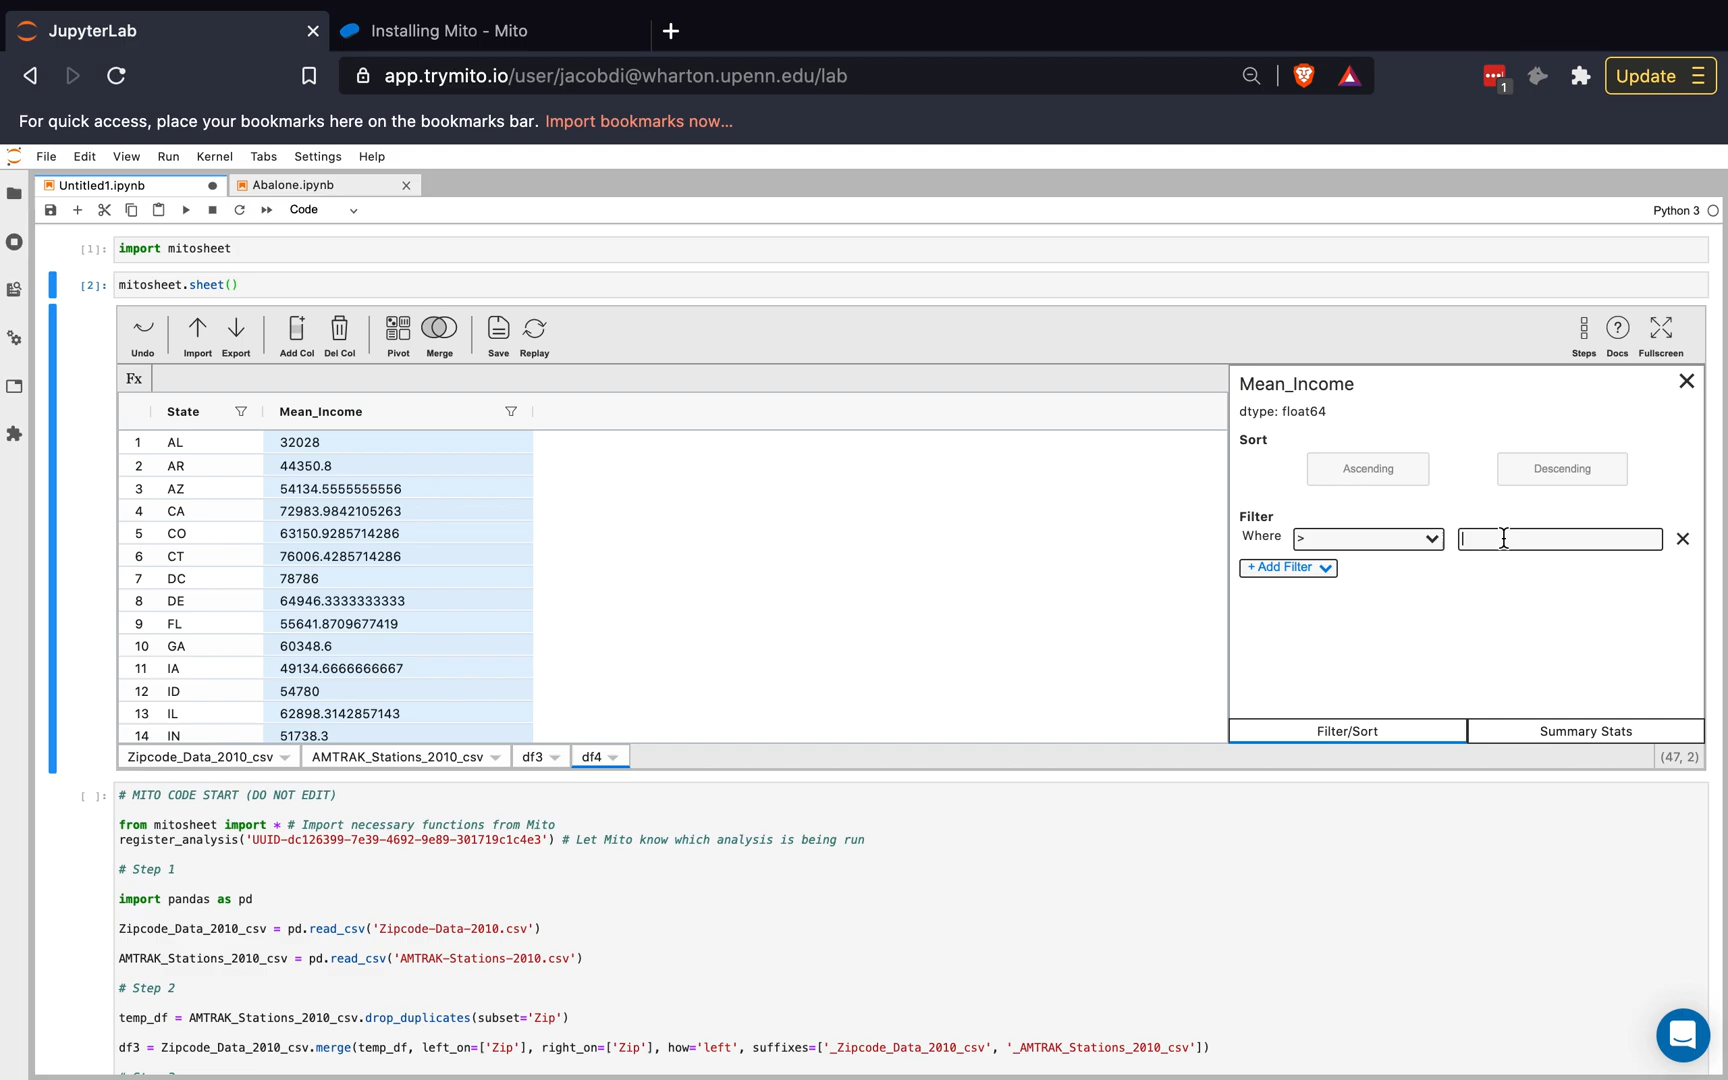 JupyterLab
Installing Mito - Mito
app.trymito.io/user/jacobdi@wharton.upenn.edu/lab
1
Update
For quick access, place your bookmarks here on the bookmarks bar. Import bookmarks now...
File Edit View Run Kernel Tabs Settings Help
Untitled1.ipynb
Abalone.ipynb
Code
Python 3
[1]: import mitosheet
[2]: mitosheet.sheet()
Undo Import Export Add Col Del Col Pivot Merge Save Replay
Steps Docs Fullscreen
Fx
State Mean_Income
1 AL 32028
2 AR 44350.8
3 AZ 54134.5555555556
4 CA 72983.9842105263
5 CO 63150.9285714286
6 CT 76006.4285714286
7 DC 78786
8 DE 64946.3333333333
9 FL 55641.8709677419
10 GA 60348.6
11 IA 49134.6666666667
12 ID 54780
13 IL 62898.3142857143
14 IN 51738.3
Mean_Income
dtype: float64
Sort
Ascending Descending
Filter
Where >
+ Add Filter
Filter/Sort Summary Stats
Zipcode_Data_2010_csv AMTRAK_Stations_2010_csv df3 df4
(47, 2)
[ ]: # MITO CODE START (DO NOT EDIT)
from mitosheet import * # Import necessary functions from Mito
register_analysis('UUID-dc126399-7e39-4692-9e89-301719c1c4e3') # Let Mito know which analysis is being run
# Step 1
import pandas as pd
Zipcode_Data_2010_csv = pd.read_csv('Zipcode-Data-2010.csv')
AMTRAK_Stations_2010_csv = pd.read_csv('AMTRAK-Stations-2010.csv')
# Step 2
temp_df = AMTRAK_Stations_2010_csv.drop_duplicates(subset='Zip')
df3 = Zipcode_Data_2010_csv.merge(temp_df, left_on=['Zip'], right_on=['Zip'], how='left', suffixes=['_Zipcode_Data_2010_csv', '_AMTRAK_Stations_2010_csv'])